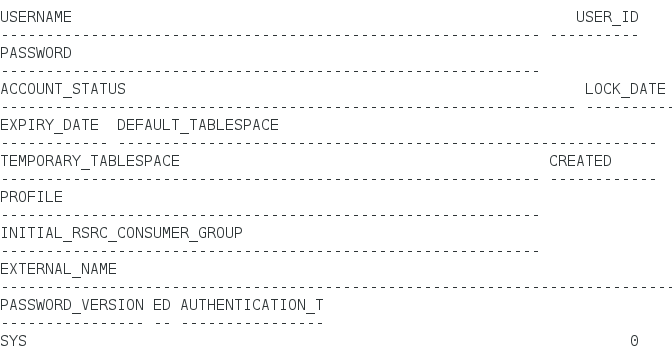 USERNAME USER_ID
------------------------------------------------------------ ----------
PASSWORD
------------------------------------------------------------
ACCOUNT_STATUS LOCK_DATE
---------------------------------------------------------------- ----------
EXPIRY_DATE DEFAULT_TABLESPACE
------------ ------------------------------------------------------------
TEMPORARY_TABLESPACE CREATED
------------------------------------------------------------ ------------
PROFILE
------------------------------------------------------------
INITIAL_RSRC_CONSUMER_GROUP
------------------------------------------------------------
EXTERNAL_NAME
---------------------------------------------------------------------------
PASSWORD_VERSION ED AUTHENTICATION_T
---------------- -- ----------------
SYS 0